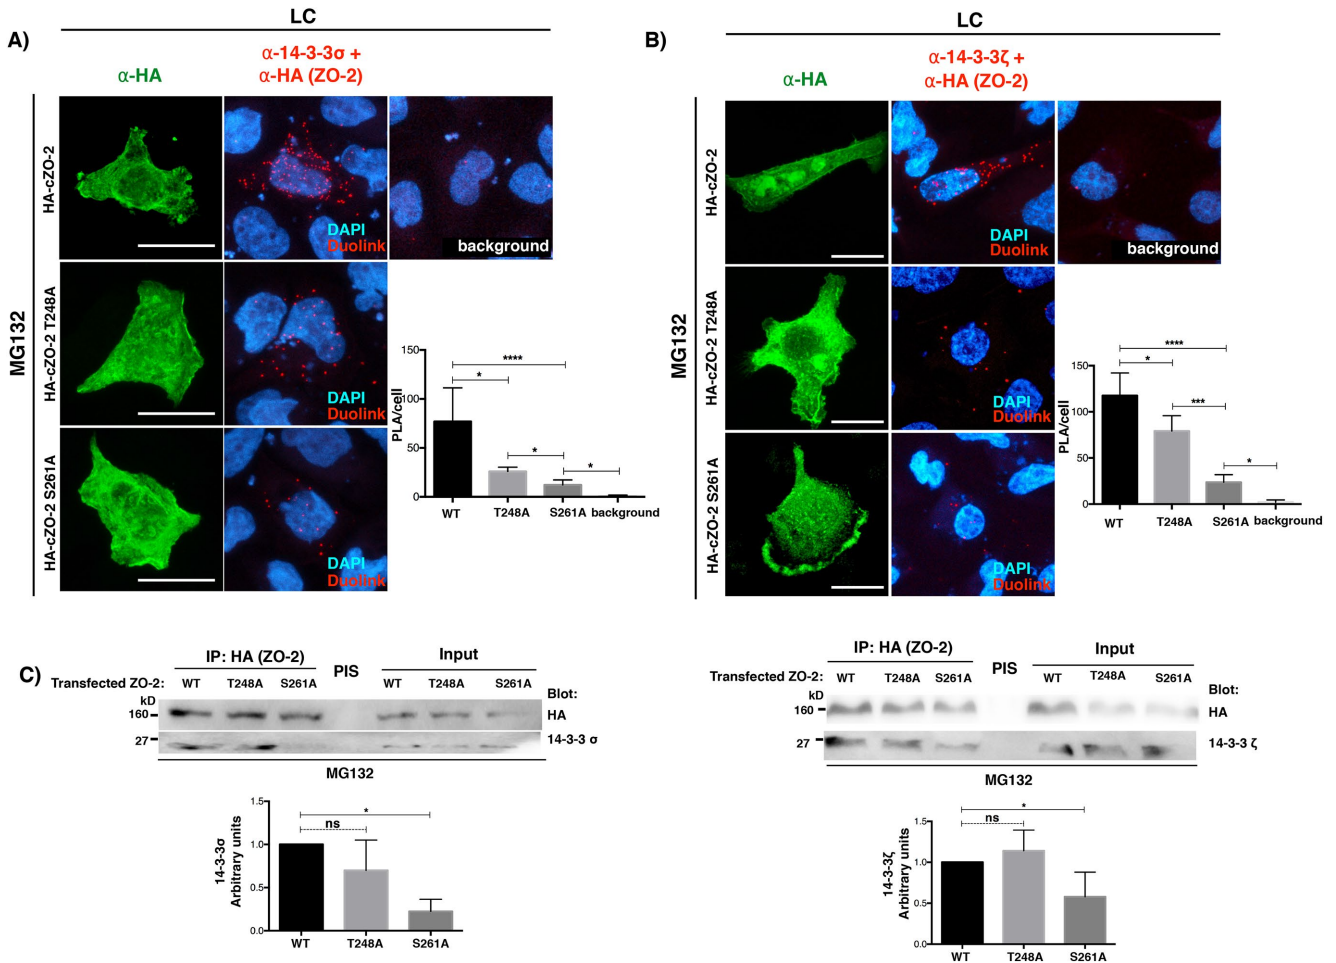 A)
LC
α-HA
α-14-3-3σ +
α-HA (ZO-2)
MG132
HA-cZO-2
DAPI
Duolink
background
HA-cZO-2 T248A
DAPI
Duolink
HA-cZO-2 S261A
DAPI
Duolink
PLA/cell
150
100
50
0
****
*
*
*
WT T248A S261A background
B)
LC
α-HA
α-14-3-3ζ +
α-HA (ZO-2)
MG132
HA-cZO-2
DAPI
Duolink
background
HA-cZO-2 T248A
DAPI
Duolink
HA-cZO-2 S261A
DAPI
Duolink
PLA/cell
150
100
50
0
****
*
***
*
WT T248A S261A background
C)
IP: HA (ZO-2) PIS Input
Transfected ZO-2: WT T248A S261A WT T248A S261A
kD Blot:
160 HA
27 14-3-3 σ
MG132
14-3-3σ
Arbitrary units
1.5
1.0
0.5
0.0
*
ns
WT T248A S261A
IP: HA (ZO-2) PIS Input
Transfected ZO-2: WT T248A S261A WT T248A S261A
kD Blot:
160 HA
27 14-3-3 ζ
MG132
14-3-3ζ
Arbitrary units
1.5
1.0
0.5
0.0
*
ns
WT T248A S261A